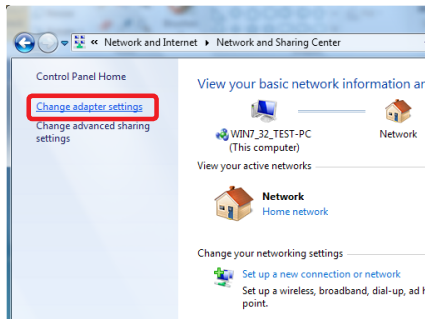 « Network and Internet ▸ Network and Sharing Center
Control Panel Home
Change adapter settings
Change advanced sharing
settings
View your basic network information
WIN7_32_TEST-PC
(This computer)
Network
View your active networks
Network
Home network
Change your networking settings
Set up a new connection or network
Set up a wireless, broadband, dial-up, ad
point.